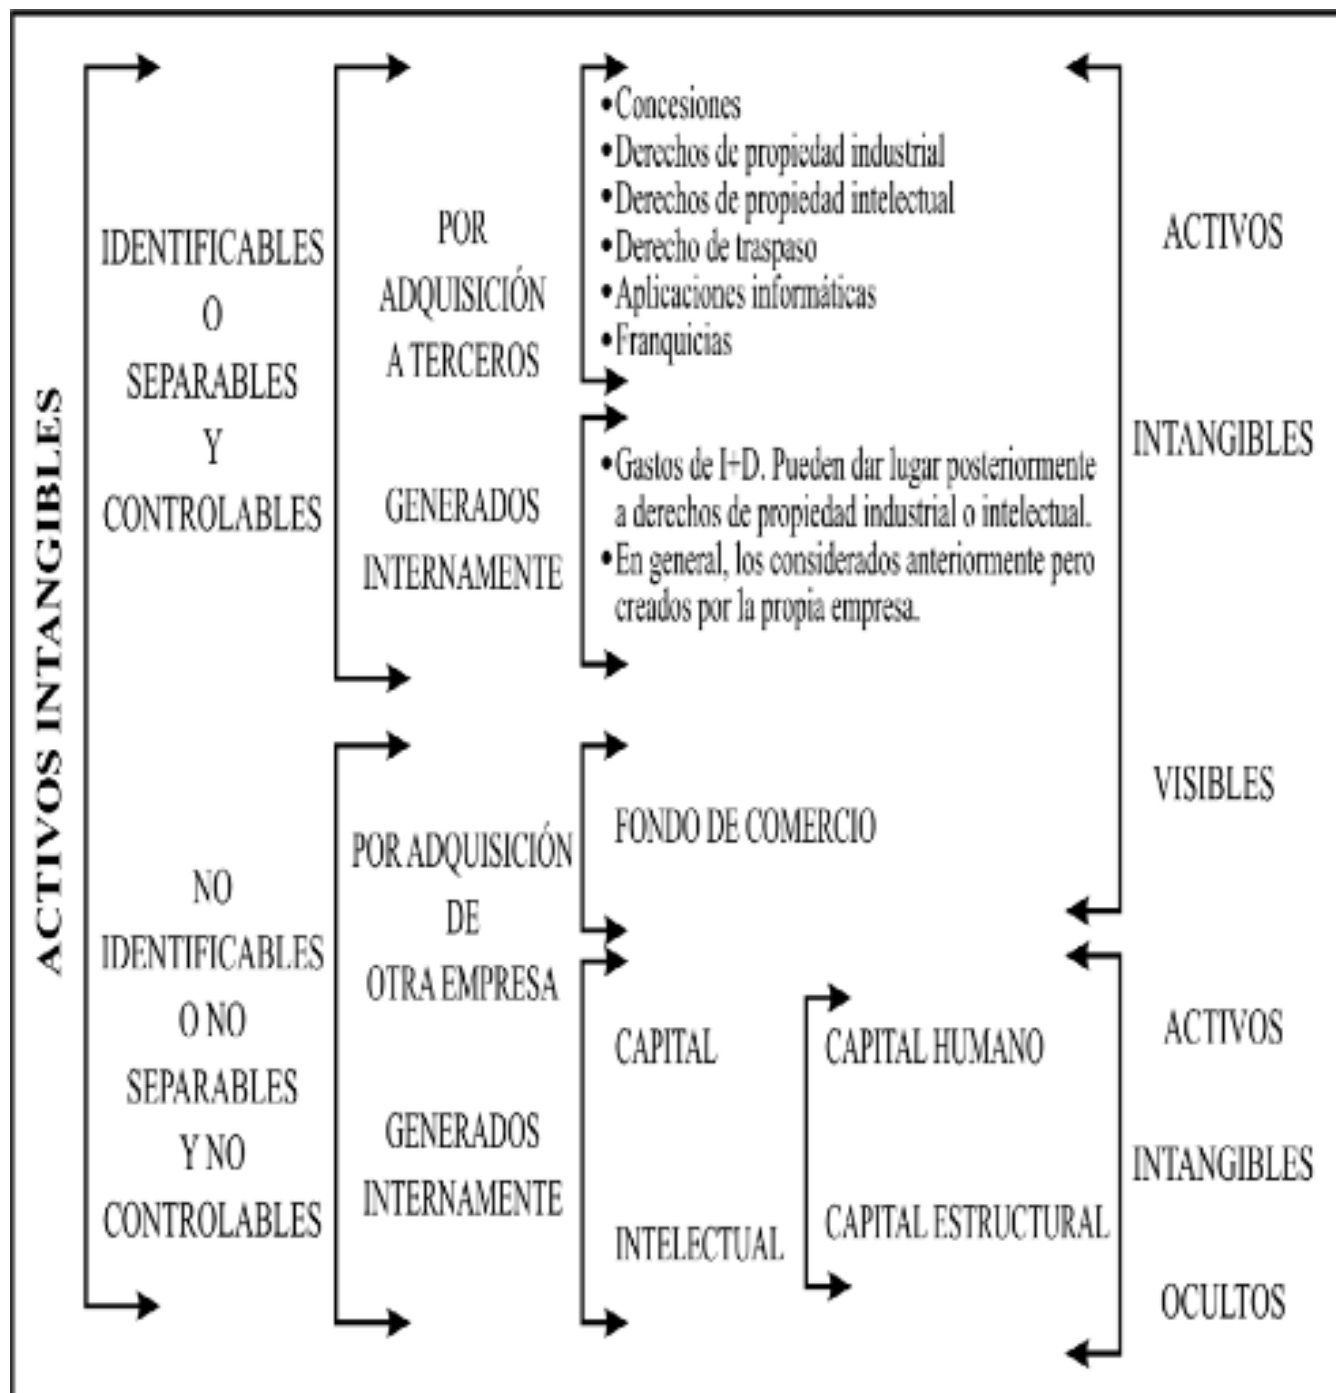 ACTIVOS INTANGIBLES
IDENTIFICABLES
O
SEPARABLES
Y
CONTROLABLES
POR
ADQUISICIÓN
A TERCEROS
•Concesiones
•Derechos de propiedad industrial
•Derechos de propiedad intelectual
•Derecho de traspaso
•Aplicaciones informáticas
•Franquicias
GENERADOS
INTERNAMENTE
•Gastos de I+D. Pueden dar lugar posteriormente
a derechos de propiedad industrial o intelectual.
•En general, los considerados anteriormente pero
creados por la propia empresa.
NO
IDENTIFICABLES
O NO
SEPARABLES
Y NO
CONTROLABLES
POR ADQUISICIÓN
DE
OTRA EMPRESA
FONDO DE COMERCIO
GENERADOS
INTERNAMENTE
CAPITAL
INTELECTUAL
CAPITAL HUMANO
CAPITAL ESTRUCTURAL
ACTIVOS
INTANGIBLES
VISIBLES
ACTIVOS
INTANGIBLES
OCULTOS